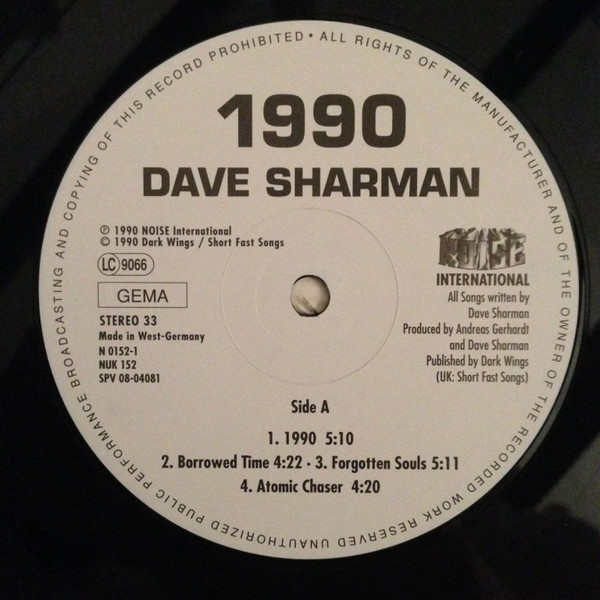 • ALL RIGHTS OF THE MANUFACTURER AND OF THE OWNER OF THE RECORDED WORK RESERVED UNAUTHORIZED PUBLIC PERFORMANCE BROADCASTING AND COPYING OF THIS RECORD PROHIBITED
1990
DAVE SHARMAN
℗ 1990 NOISE International
© 1990 Dark Wings / Short Fast Songs
LC 9066
GEMA
STEREO 33
Made in West-Germany
N 0152-1
NUK 152
SPV 08-04081
NOISE
INTERNATIONAL
All Songs written by
Dave Sharman
Produced by Andreas Gerhardt
and Dave Sharman
Published by Dark Wings
(UK: Short Fast Songs)
Side A
1. 1990 5:10
2. Borrowed Time 4:22 · 3. Forgotten Souls 5:11
4. Atomic Chaser 4:20